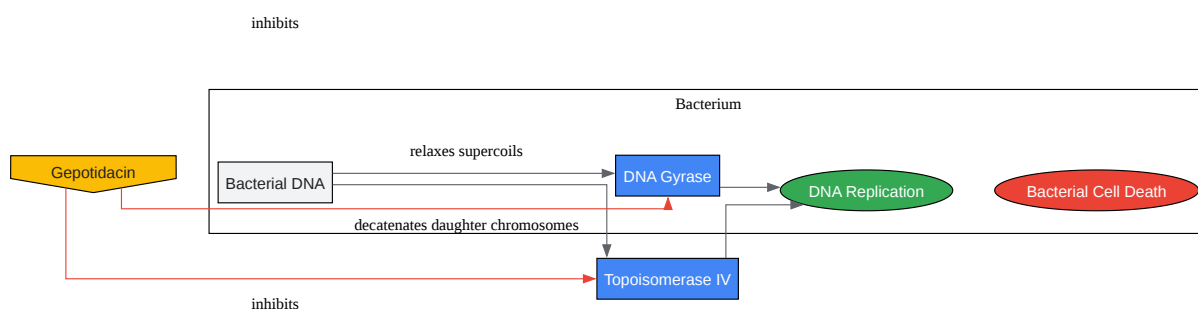 inhibits
Bacterium
relaxes supercoils
Gepotidacin
Bacterial DNA
DNA Gyrase
DNA Replication
Bacterial Cell Death
decatenates daughter chromosomes
Topoisomerase IV
inhibits